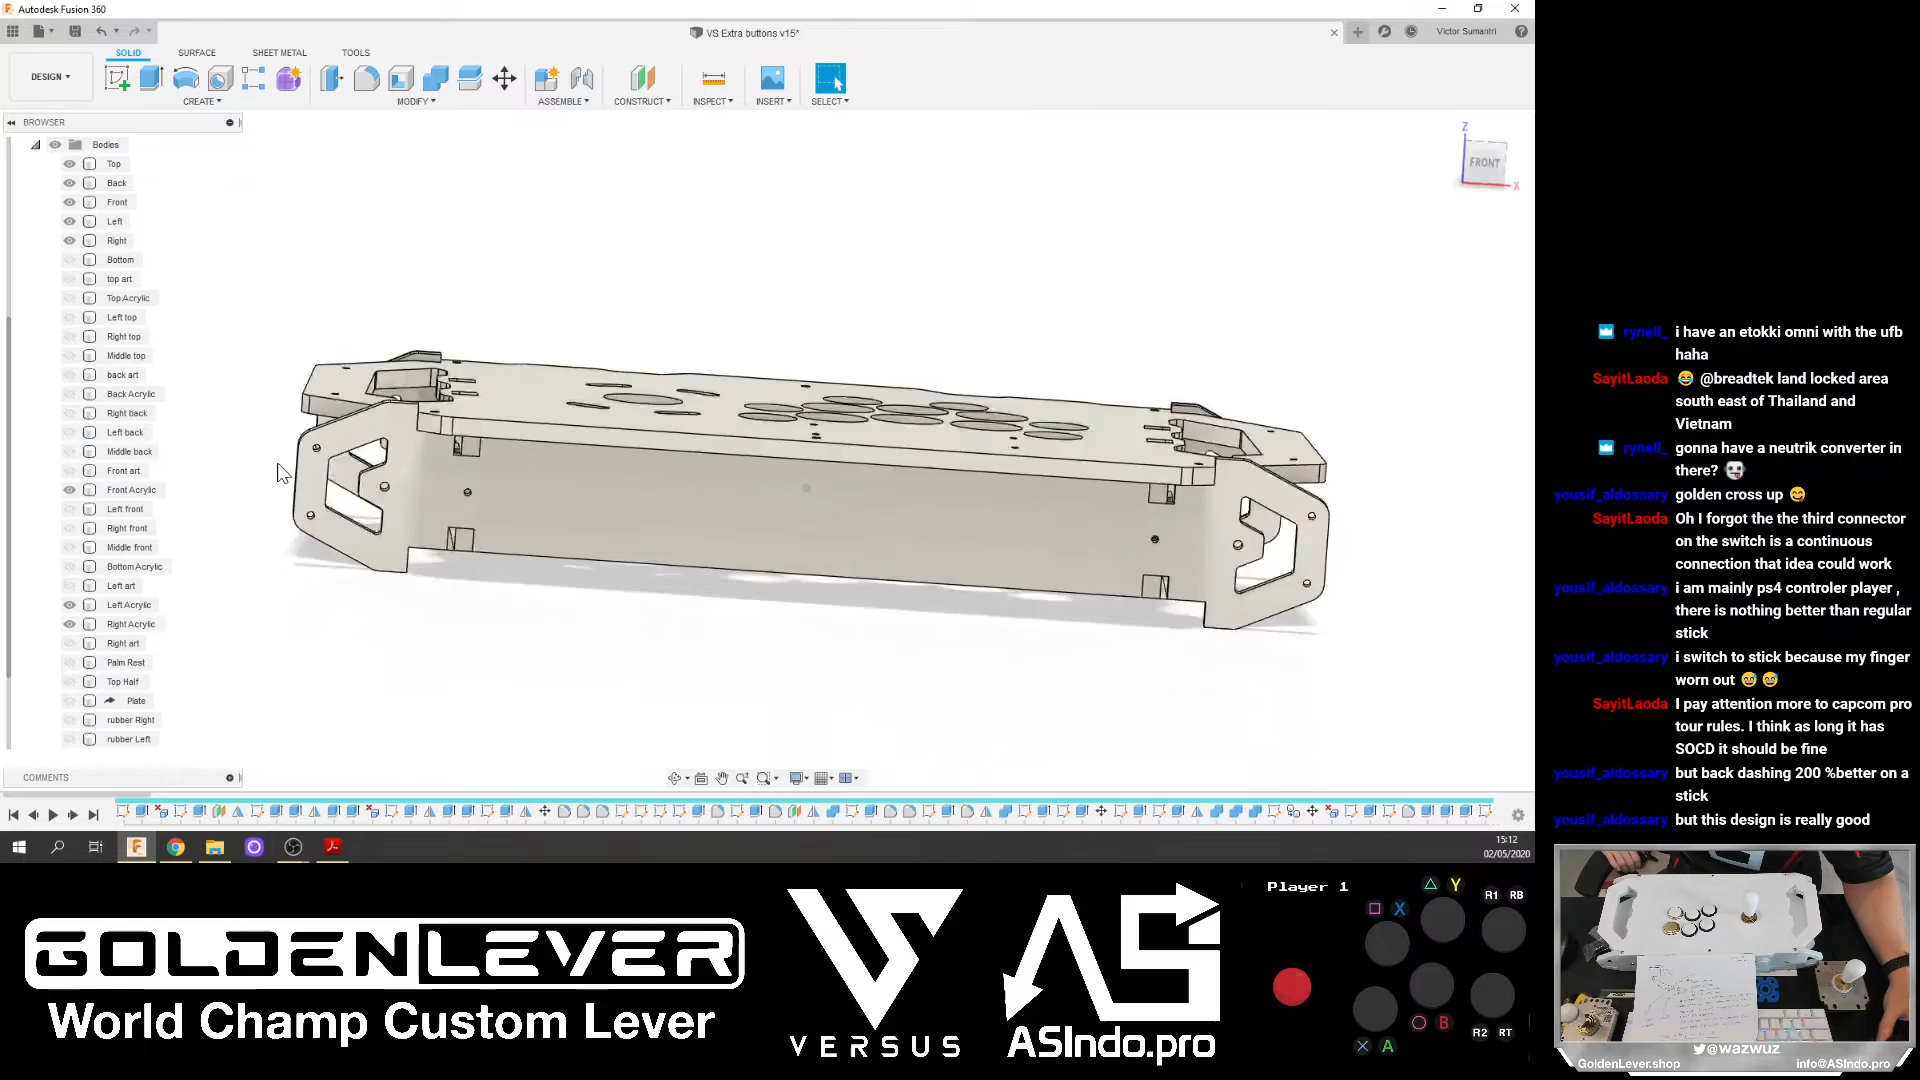 Autodesk Fusion 360
VS Extra buttons v15*
Victor Sumantri
DESIGN
SOLID
SURFACE
SHEET METAL
TOOLS
CREATE
MODIFY
ASSEMBLE
CONSTRUCT
INSPECT
INSERT
SELECT
BROWSER
Bodies
Top
Back
Front
Left
Right
Bottom
top art
Top Acrylic
Left top
Right top
Middle top
back art
Back Acrylic
Right back
Left back
Middle back
Front art
Front Acrylic
Left front
Right front
Middle front
Bottom Acrylic
Left art
Left Acrylic
Right Acrylic
Right art
Palm Rest
Top Half
Plate
rubber Right
rubber Left
COMMENTS
Z
FRONT
X
15:12
02/05/2020
rynell_ i have an etokki omni with the ufb
haha
SayitLaoda 😂 @breadtek land locked area
south east of Thailand and
Vietnam
rynell_ gonna have a neutrik converter in
there? 👻
yousif_aldossary golden cross up 😋
SayitLaoda Oh I forgot the the third connector
on the switch is a continuous
connection that idea could work
yousif_aldossary i am mainly ps4 controler player ,
there is nothing better than regular
stick
yousif_aldossary i switch to stick because my finger
worn out 😅 😅
SayitLaoda I pay attention more to capcom pro
tour rules. I think as long it has
SOCD it should be fine
yousif_aldossary but back dashing 200 %better on a
stick
yousif_aldossary but this design is really good
GOLDENLEVER
World Champ Custom Lever
VERSUS
AS
ASIndo.pro
Player 1
△ Y
R1 RB
□ X
○ B
R2 RT
X A
@wazwuz
GoldenLever.shop
info@ASIndo.pro